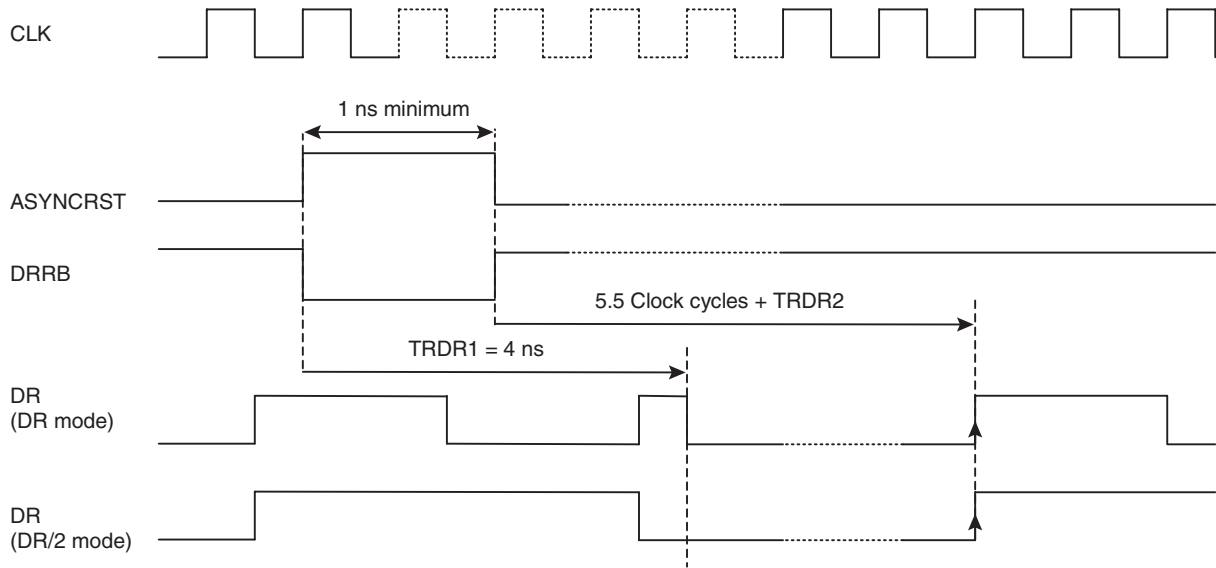 CLK
1 ns minimum
ASYNCRST
DRRB
5.5 Clock cycles + TRDR2
TRDR1 = 4 ns
DR
(DR mode)
DR
(DR/2 mode)